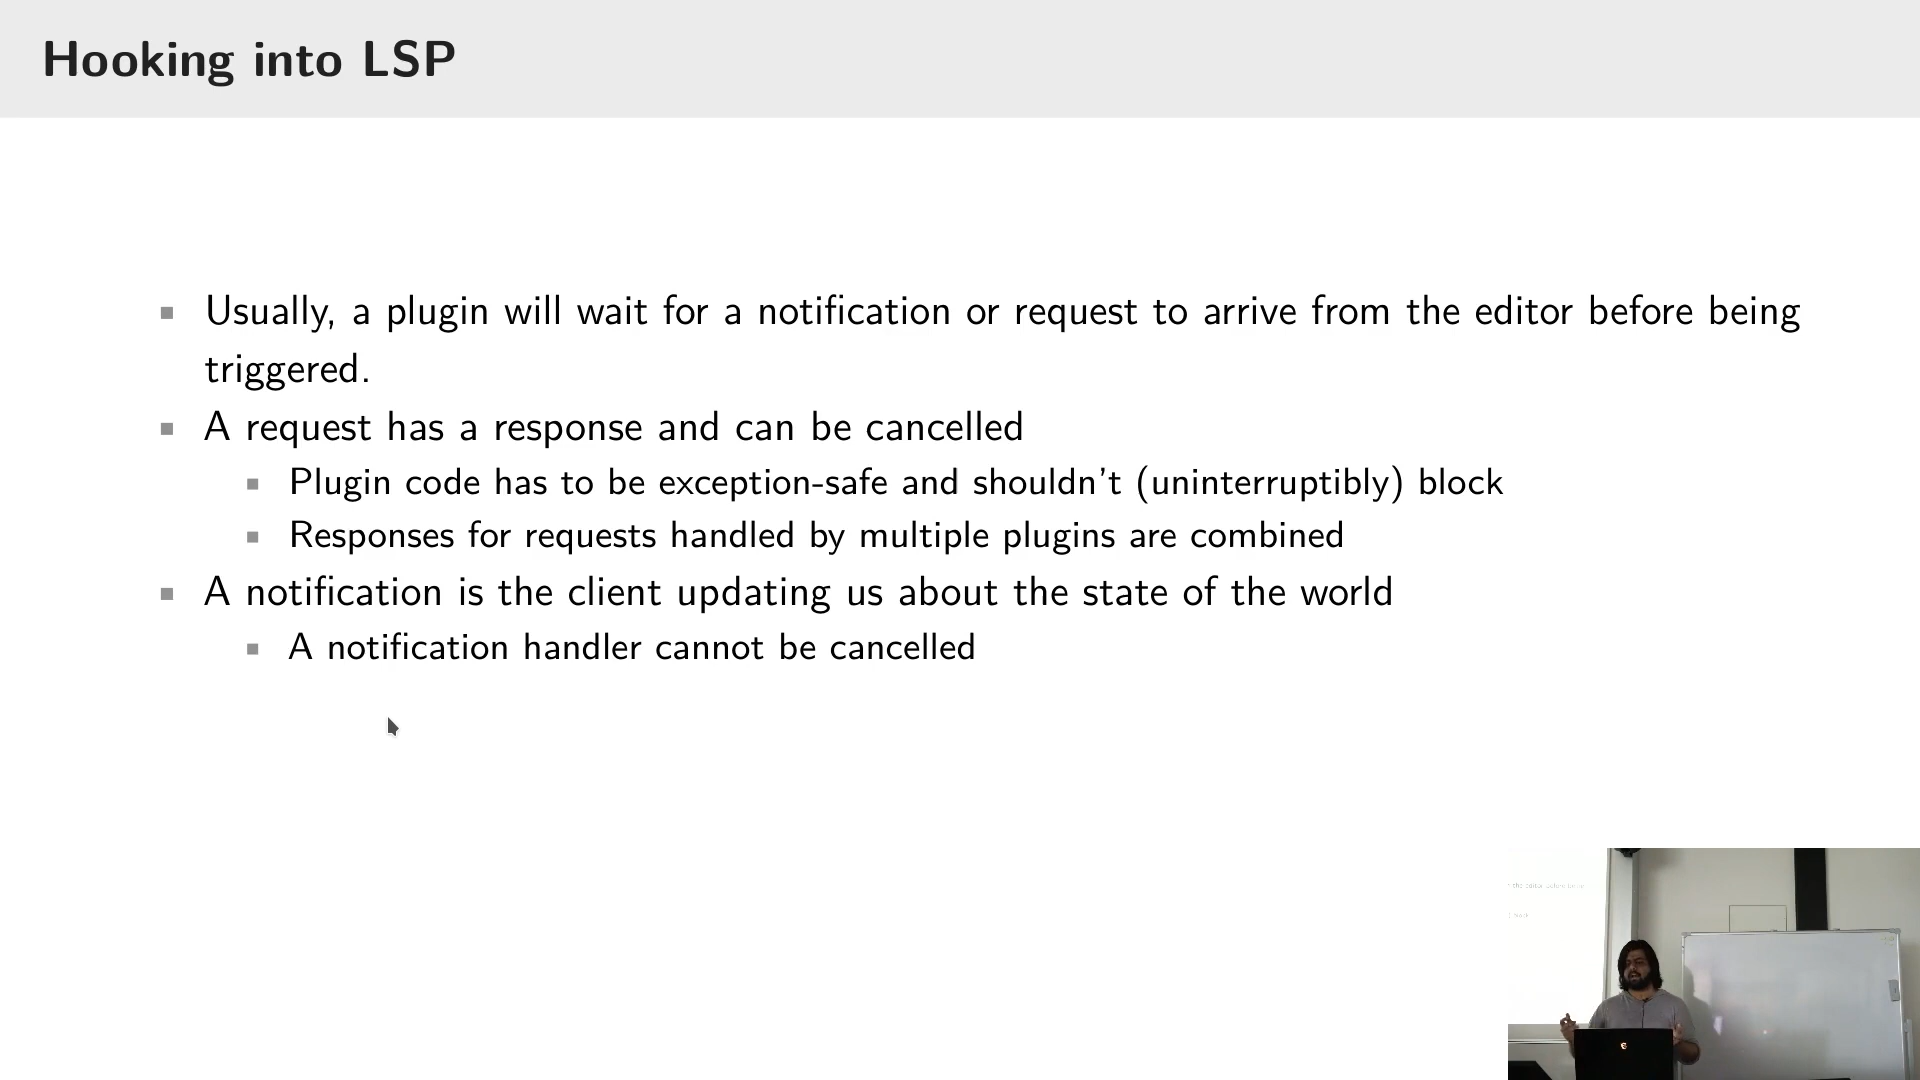 Hooking into LSP
Usually, a plugin will wait for a notification or request to arrive from the editor before being
triggered.
A request has a response and can be cancelled
Plugin code has to be exception-safe and shouldn't (uninterruptibly) block
Responses for requests handled by multiple plugins are combined
A notification is the client updating us about the state of the world
A notification handler cannot be cancelled